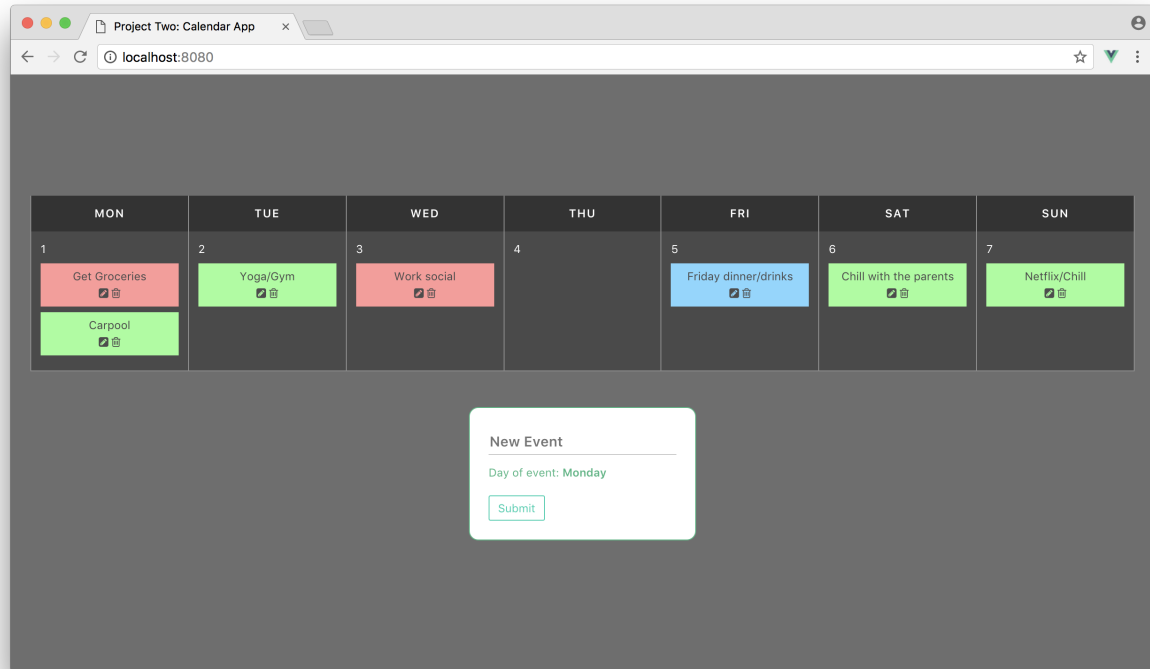 Project Two: Calendar App
localhost:8080
MON TUE WED THU FRI SAT SUN
1 2 3 4 5 6 7
Get Groceries Yoga/Gym Work social Friday dinner/drinks Chill with the parents Netflix/Chill
Carpool
New Event
Day of event: Monday
Submit